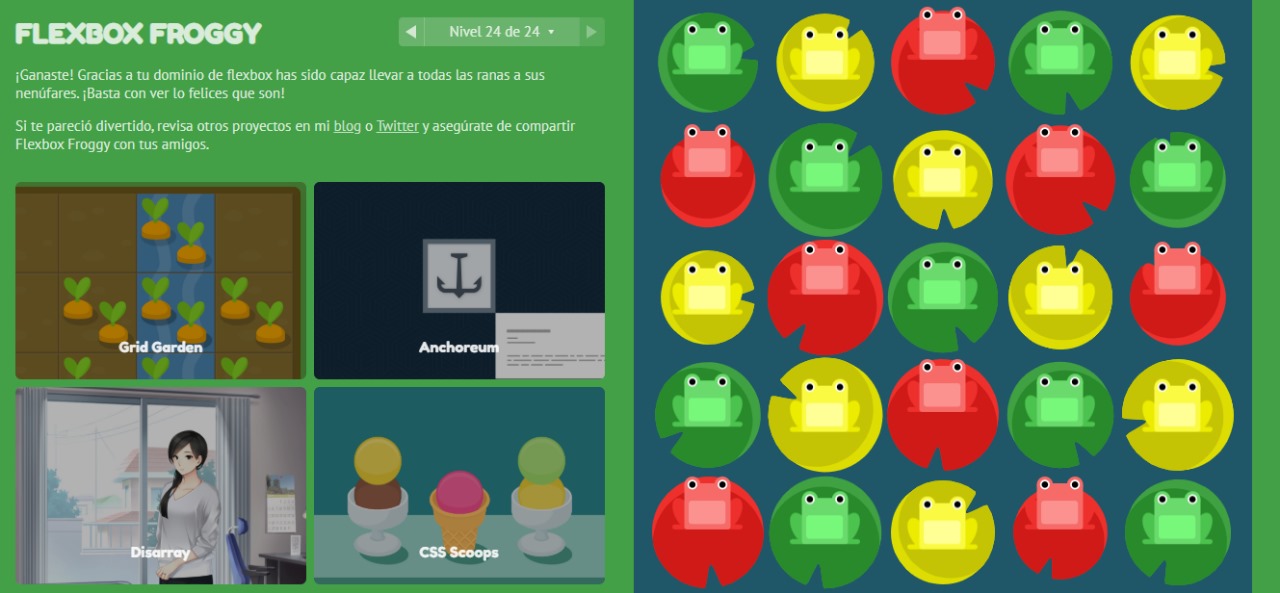 FLEXBOX FROGGY
Nivel 24 de 24
¡Ganaste! Gracias a tu dominio de flexbox has sido capaz llevar a todas las ranas a sus
nenúfares. ¡Basta con ver lo felices que son!
Si te pareció divertido, revisa otros proyectos en mi blog o Twitter y asegúrate de compartir
Flexbox Froggy con tus amigos.
Grid Garden
Anchoreum
Disarray
CSS Scoops